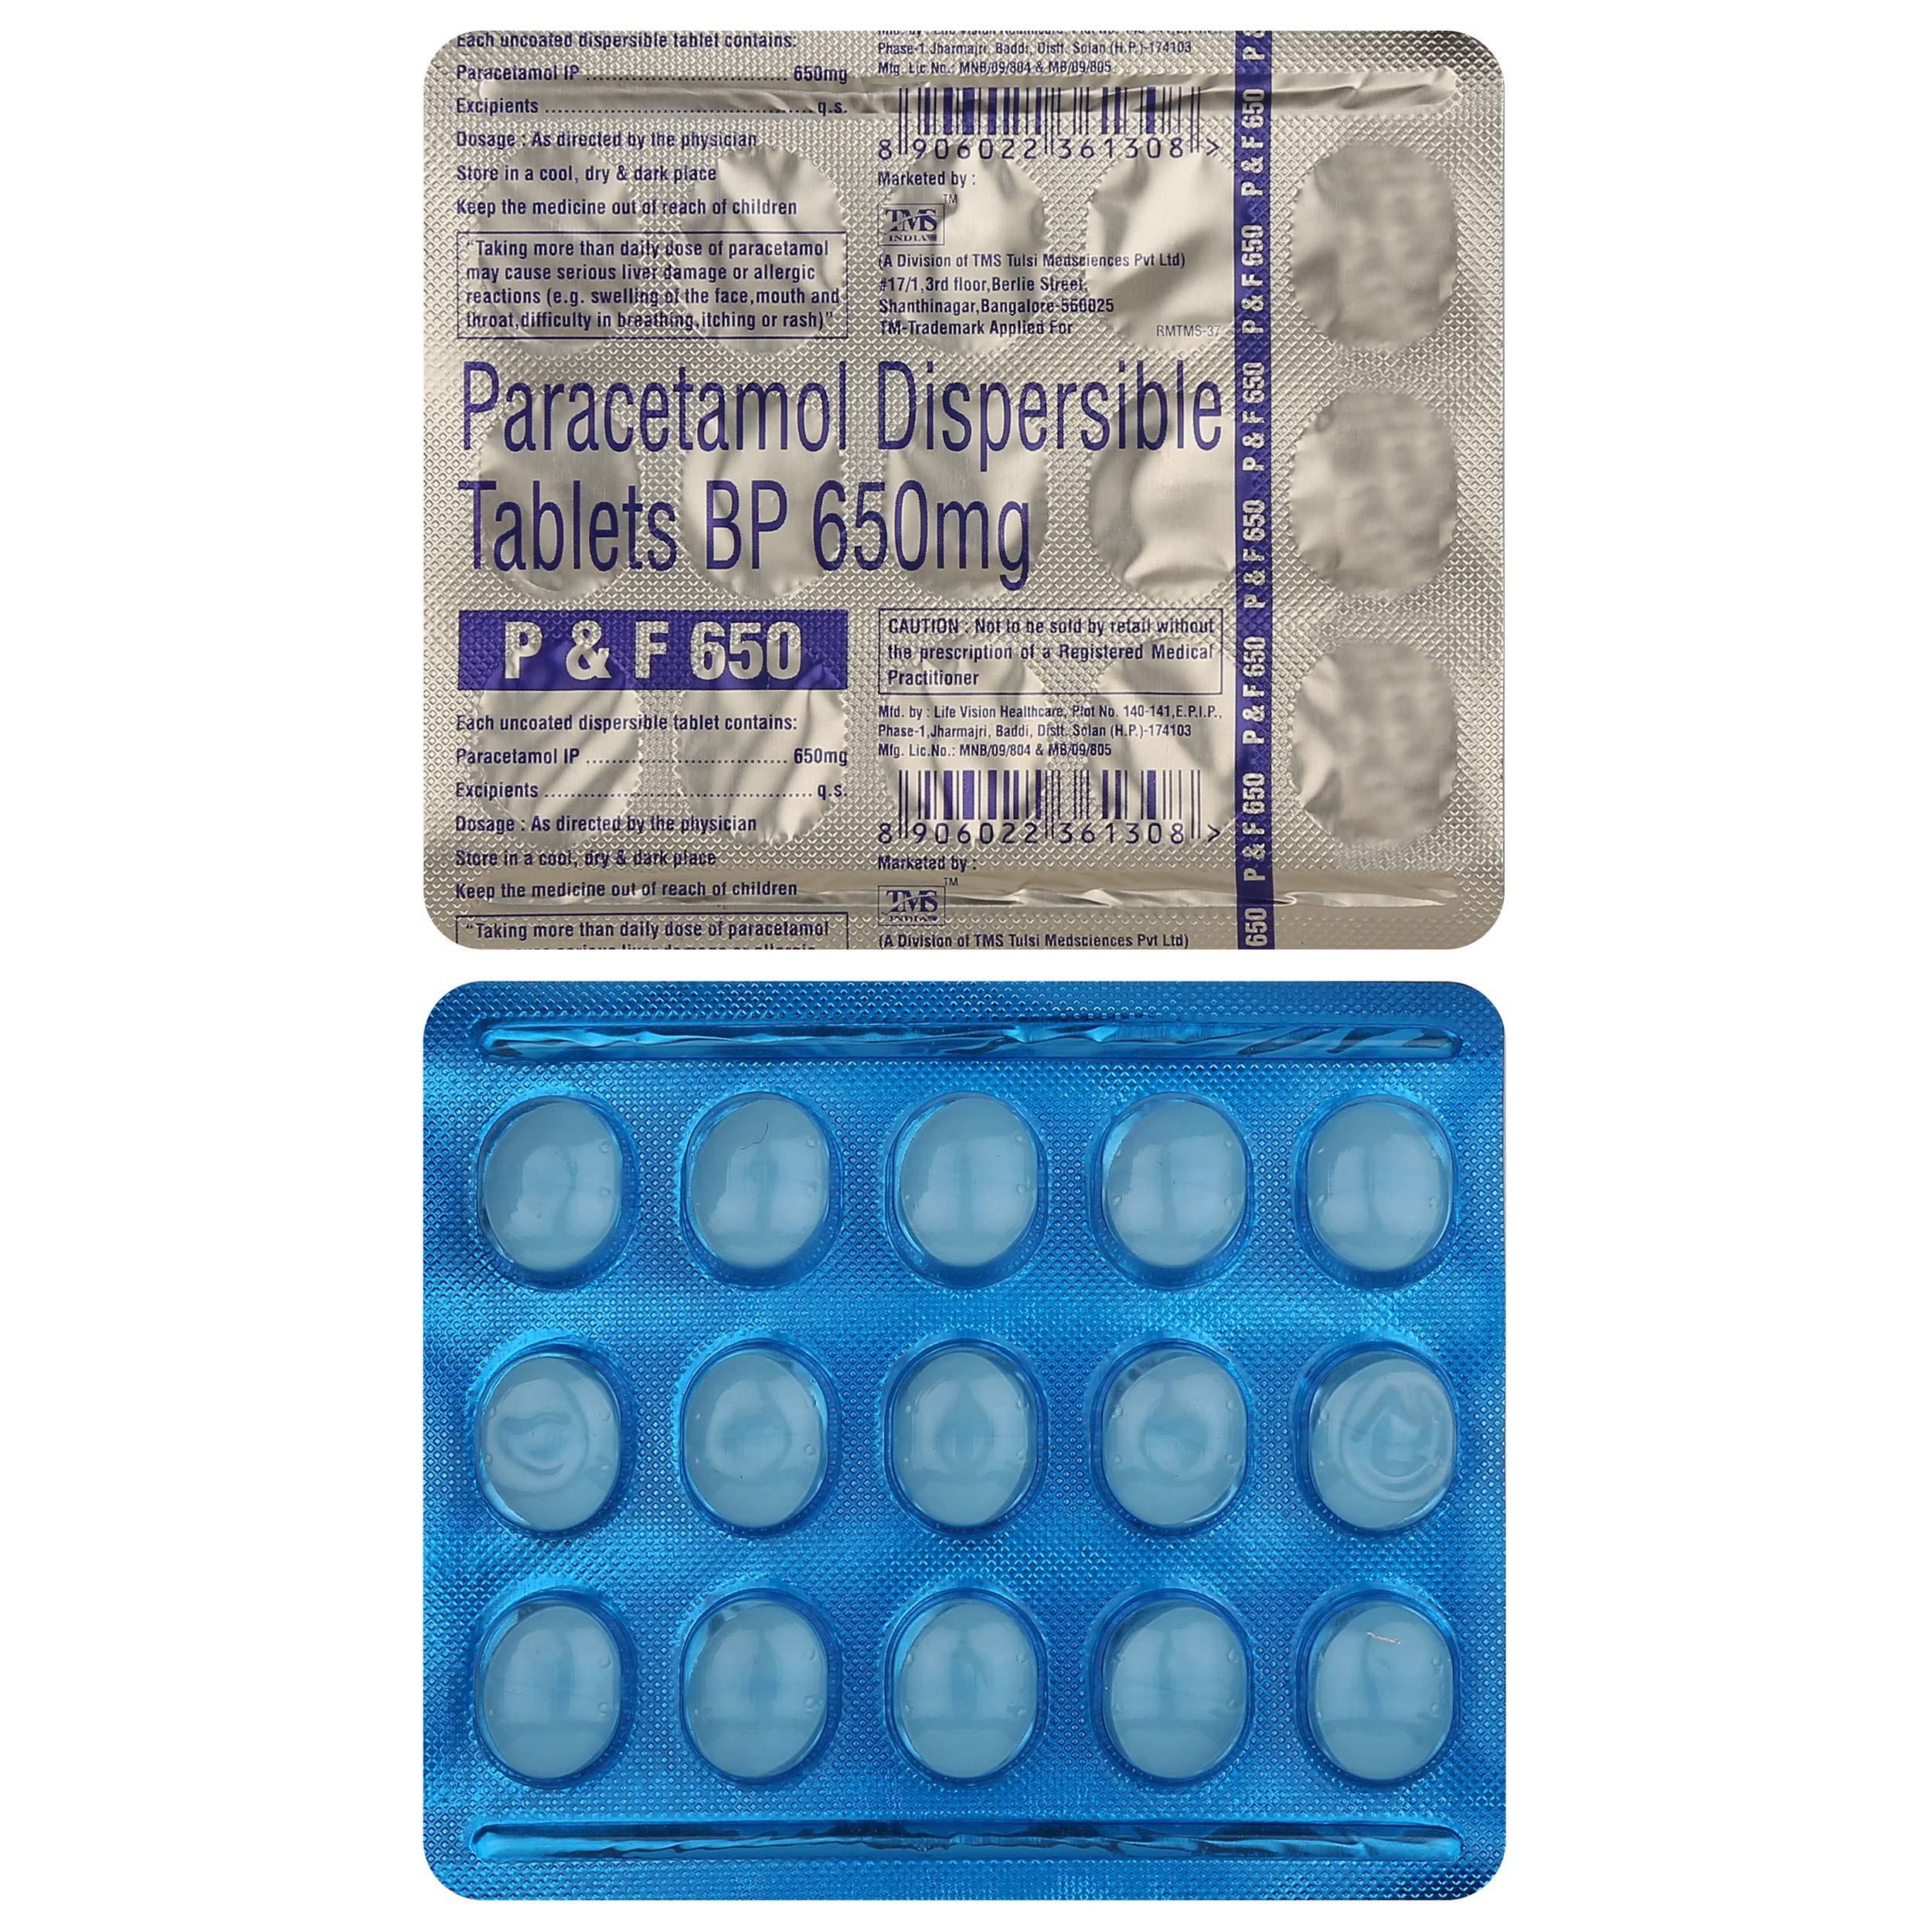 Each uncoated dispersible tablet contains:
Paracetamol IP ................................ 650mg
Excipients ........................................... q.s.
Dosage : As directed by the physician
Store in a cool, dry & dark place
Keep the medicine out of reach of children
"Taking more than daily dose of paracetamol
may cause serious liver damage or allergic
reactions (e.g. swelling of the face,mouth and
throat,difficulty in breathing,itching or rash)"
Phase-1,Jharmajri, Baddi, Distt. Solan (H.P.)-174103
Mfg. Lic.No.: MNB/09/804 & MB/09/805
8 906022 361308 >
Marketed by :
TMS TM
INDIA
(A Division of TMS Tulsi Medsciences Pvt Ltd)
#17/1,3rd floor,Berlie Street,
Shanthinagar,Bangalore-560025
TM-Trademark Applied For
RMTMS-37
Paracetamol Dispersible
Tablets BP 650mg
P & F 650
Each uncoated dispersible tablet contains:
Paracetamol IP ................................ 650mg
Excipients ........................................... q.s.
Dosage : As directed by the physician
Store in a cool, dry & dark place
Keep the medicine out of reach of children
"Taking more than daily dose of paracetamol
CAUTION : Not to be sold by retail without
the prescription of a Registered Medical
Practitioner
Mfd. by : Life Vision Healthcare, Plot No. 140-141,E.P.I.P.,
Phase-1,Jharmajri, Baddi, Distt. Solan (H.P.)-174103
Mfg. Lic.No.: MNB/09/804 & MB/09/805
8 906022 361308 >
Marketed by :
TMS TM
INDIA
(A Division of TMS Tulsi Medsciences Pvt Ltd)
650 P & F 650 P & F 650 P & F 650 P & F 650 P & F 650 P & F 650 P &